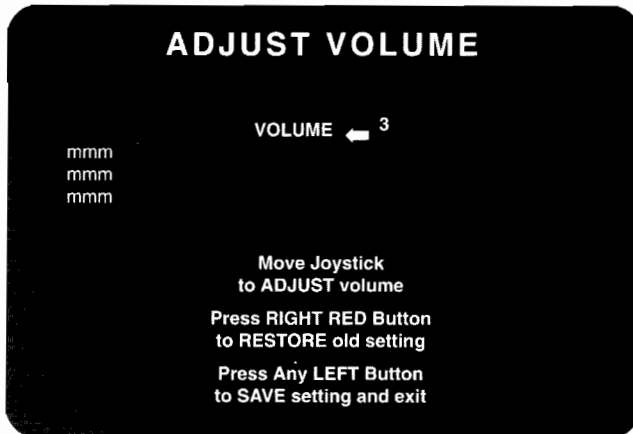 ADJUST VOLUME
VOLUME ← 3
mmm
mmm
mmm
Move Joystick
to ADJUST volume
Press RIGHT RED Button
to RESTORE old setting
Press Any LEFT Button
to SAVE setting and exit